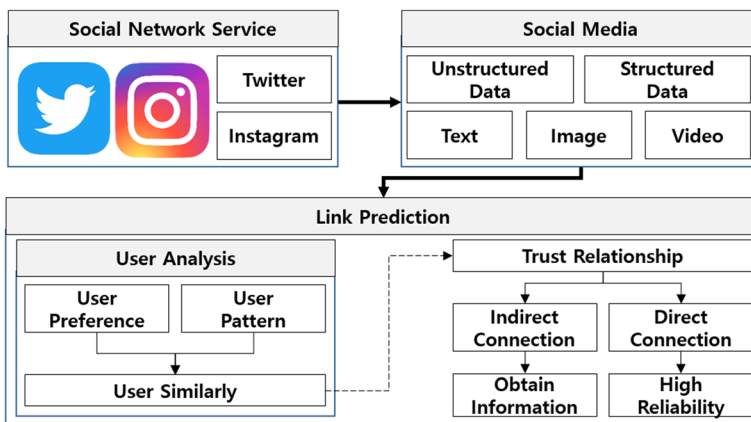 Social Network Service
Twitter
Instagram
Social Media
Unstructured
Data
Structured
Data
Text
Image
Video
Link Prediction
User Analysis
User
Preference
User
Pattern
User Similarly
Trust Relationship
Indirect
Connection
Direct
Connection
Obtain
Information
High
Reliability